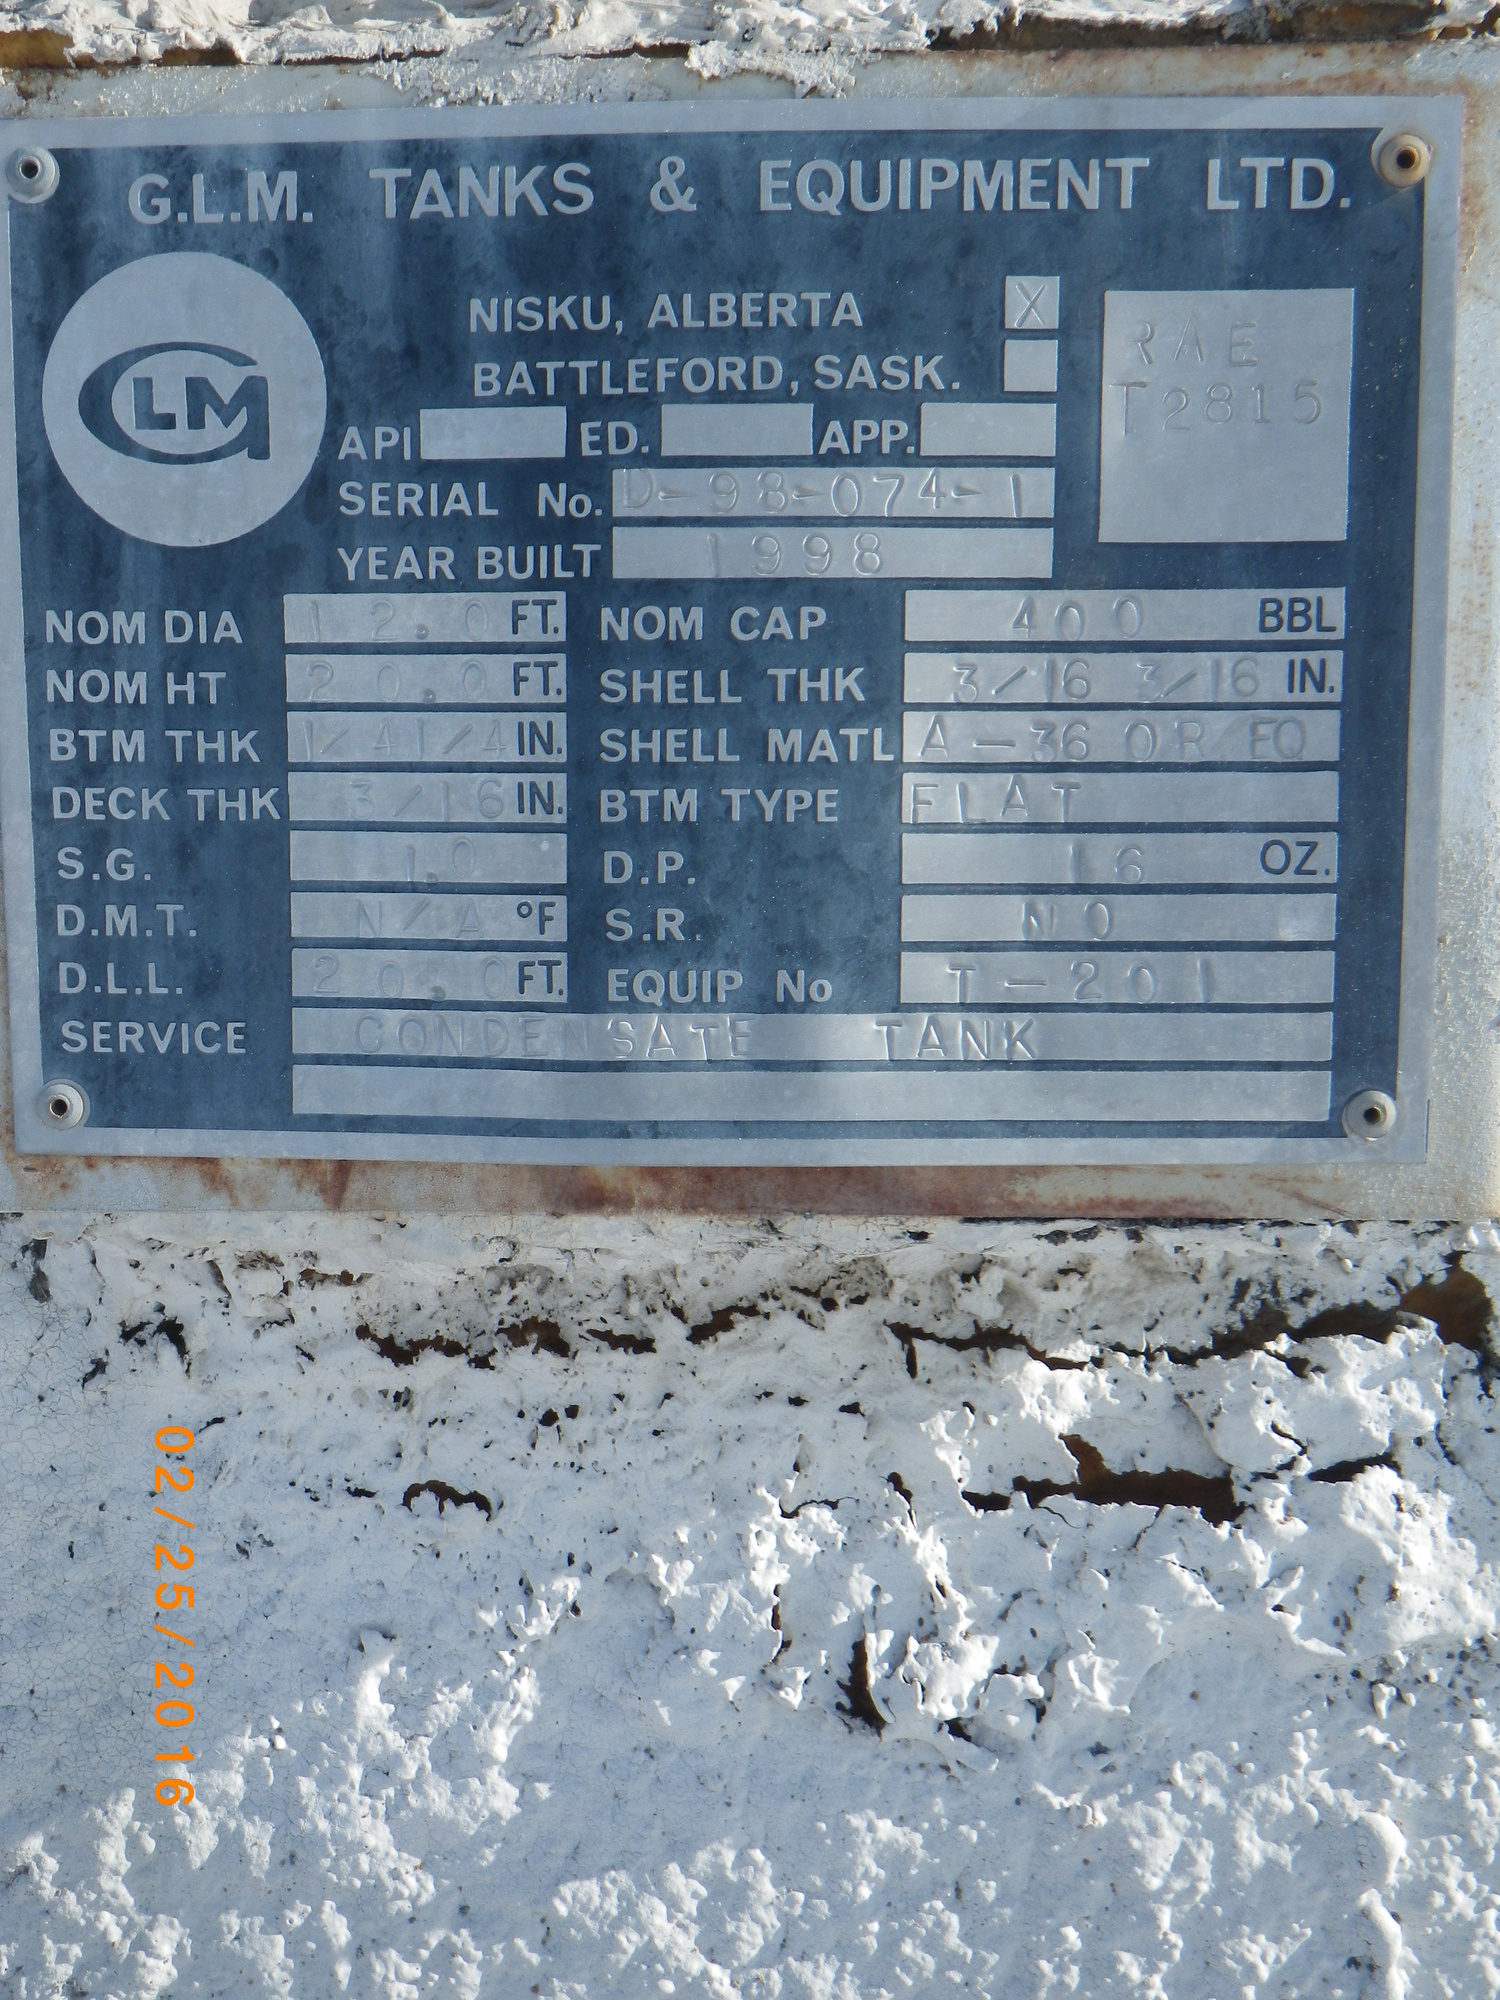 G.L.M. TANKS & EQUIPMENT LTD.
GLM
NISKU, ALBERTA X
BATTLEFORD, SASK.
RAE
T2815
API ED. APP.
SERIAL No. D-98-074-1
YEAR BUILT 1998
NOM DIA 12.0 FT. NOM CAP 400 BBL
NOM HT 20.0 FT. SHELL THK 3/16 3/16 IN.
BTM THK 1/4 1/4 IN. SHELL MATL A-36 OR EQ
DECK THK 3/16 IN. BTM TYPE FLAT
S.G. 1.0 D.P. 16 OZ.
D.M.T. N/A °F S.R. NO
D.L.L. 20.0 FT. EQUIP No T-201
SERVICE CONDENSATE TANK
02/25/2016